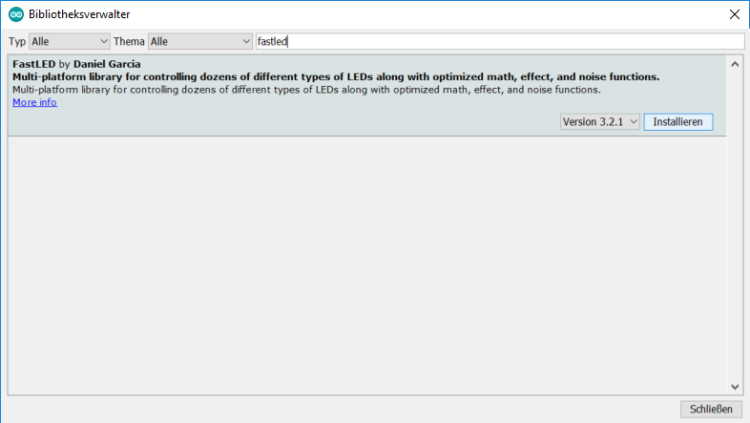 Bibliotheksverwalter
Typ Alle Thema Alle fastled
FastLED by Daniel Garcia
Multi-platform library for controlling dozens of different types of LEDs along with optimized math, effect, and noise functions.
Multi-platform library for controlling dozens of different types of LEDs along with optimized math, effect, and noise functions.
More info
Version 3.2.1 Installieren
Schließen